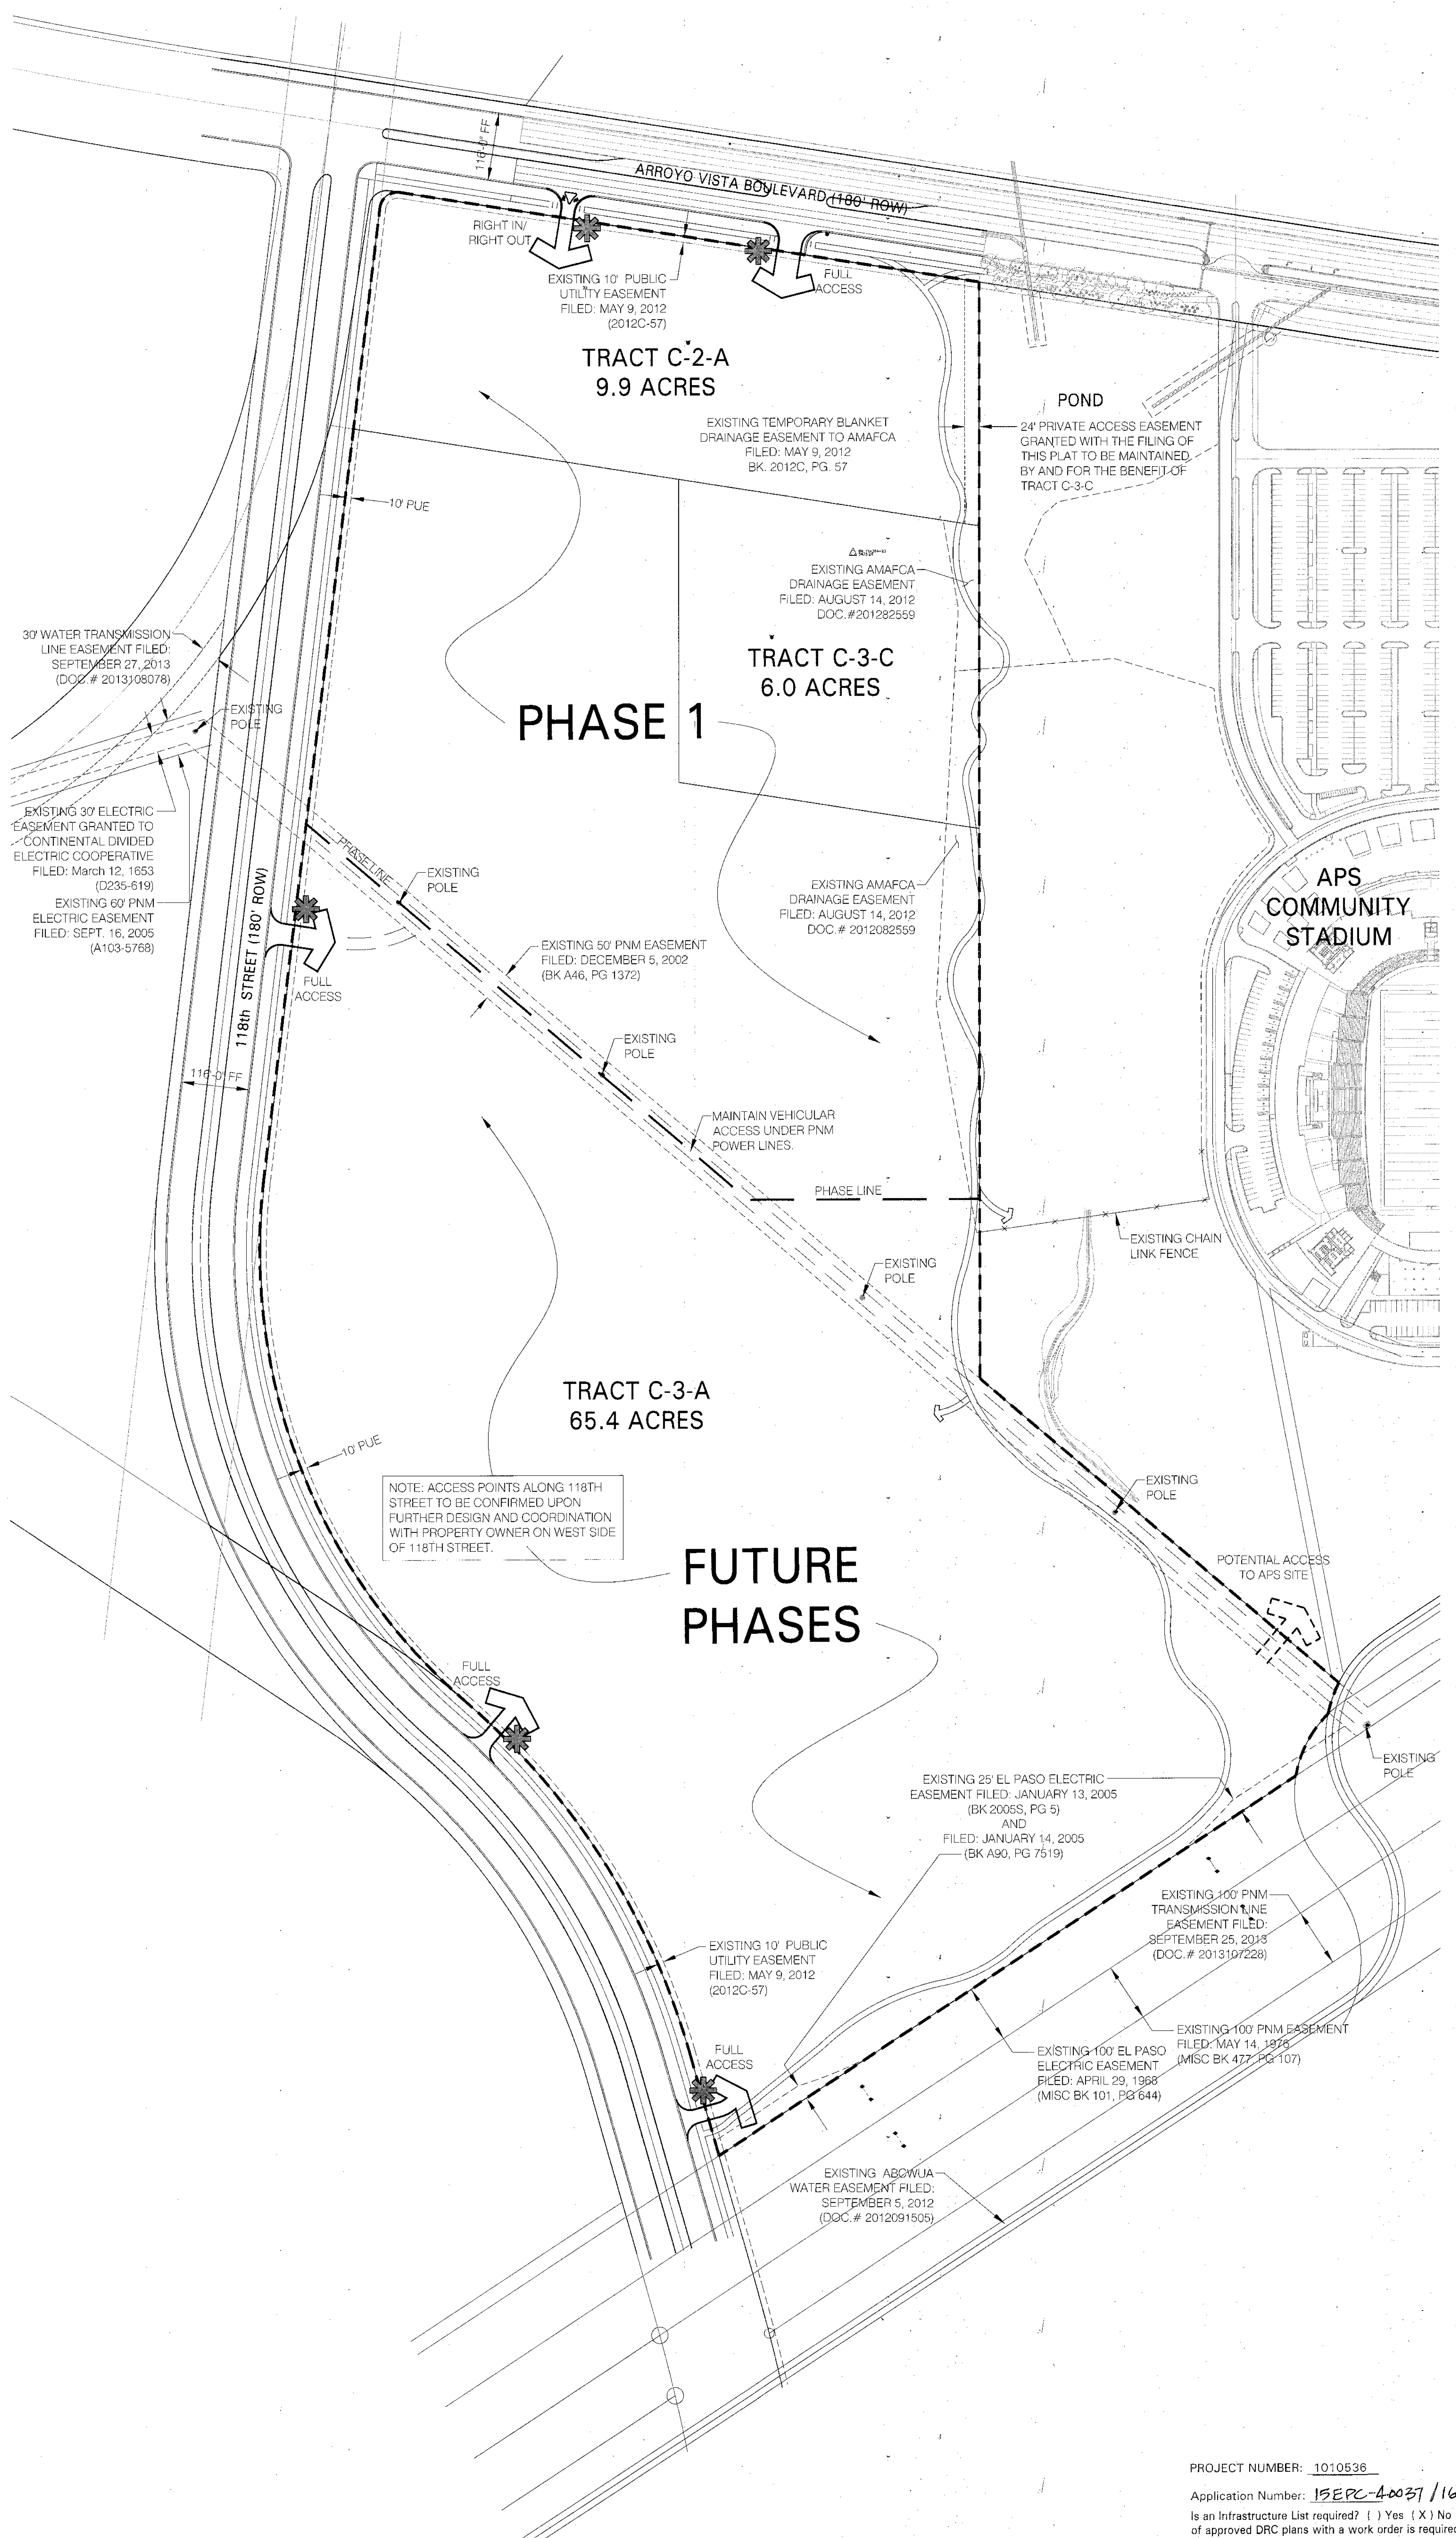 116'-0" FF
ARROYO VISTA BOULEVARD (180' ROW)
RIGHT IN/
RIGHT OUT
EXISTING 10' PUBLIC
UTILITY EASEMENT
FILED: MAY 9, 2012
(2012C-57)
FULL
ACCESS
TRACT C-2-A
9.9 ACRES
POND
EXISTING TEMPORARY BLANKET
DRAINAGE EASEMENT TO AMAFCA
FILED: MAY 9, 2012
BK. 2012C, PG. 57
24' PRIVATE ACCESS EASEMENT
GRANTED WITH THE FILING OF
THIS PLAT TO BE MAINTAINED
BY AND FOR THE BENEFIT OF
TRACT C-3-C
10' PUE
EXISTING AMAFCA
DRAINAGE EASEMENT
FILED: AUGUST 14, 2012
DOC.#201282559
30' WATER TRANSMISSION
LINE EASEMENT FILED:
SEPTEMBER 27, 2013
(DOC.# 2013108078)
TRACT C-3-C
6.0 ACRES
EXISTING
POLE
PHASE 1
EXISTING 30' ELECTRIC
EASEMENT GRANTED TO
CONTINENTAL DIVIDED
ELECTRIC COOPERATIVE
FILED: March 12, 1653
(D235-619)
EXISTING 60' PNM
ELECTRIC EASEMENT
FILED: SEPT. 16, 2005
(A103-5768)
PHASE LINE
EXISTING
POLE
EXISTING AMAFCA
DRAINAGE EASEMENT
FILED: AUGUST 14, 2012
DOC.# 2012082559
APS
COMMUNITY
STADIUM
118th STREET (180' ROW)
EXISTING 50' PNM EASEMENT
FILED: DECEMBER 5, 2002
(BK A46, PG 1372)
FULL
ACCESS
EXISTING
POLE
116'-0" FF
MAINTAIN VEHICULAR
ACCESS UNDER PNM
POWER LINES.
PHASE LINE
EXISTING CHAIN
LINK FENCE
EXISTING
POLE
TRACT C-3-A
65.4 ACRES
10' PUE
NOTE: ACCESS POINTS ALONG 118TH
STREET TO BE CONFIRMED UPON
FURTHER DESIGN AND COORDINATION
WITH PROPERTY OWNER ON WEST SIDE
OF 118TH STREET.
EXISTING
POLE
FUTURE
PHASES
POTENTIAL ACCESS
TO APS SITE
FULL
ACCESS
EXISTING
POLE
EXISTING 25' EL PASO ELECTRIC
EASEMENT FILED: JANUARY 13, 2005
(BK 2005S, PG 5)
AND
FILED: JANUARY 14, 2005
(BK A90, PG 7519)
EXISTING 100' PNM
TRANSMISSION LINE
EASEMENT FILED:
SEPTEMBER 25, 2013
(DOC.# 2013107228)
EXISTING 10' PUBLIC
UTILITY EASEMENT
FILED: MAY 9, 2012
(2012C-57)
EXISTING 100' PNM EASEMENT
FILED: MAY 14, 1976
(MISC BK 477, PG 107)
FULL
ACCESS
EXISTING 100' EL PASO
ELECTRIC EASEMENT
FILED: APRIL 29, 1968
(MISC BK 101, PG 644)
EXISTING ABCWUA
WATER EASEMENT FILED:
SEPTEMBER 5, 2012
(DOC.# 2012091505)
PROJECT NUMBER: 1010536
Application Number: 15EPC-40037/16
Is an Infrastructure List required? ( ) Yes (X) No
of approved DRC plans with a work order is require